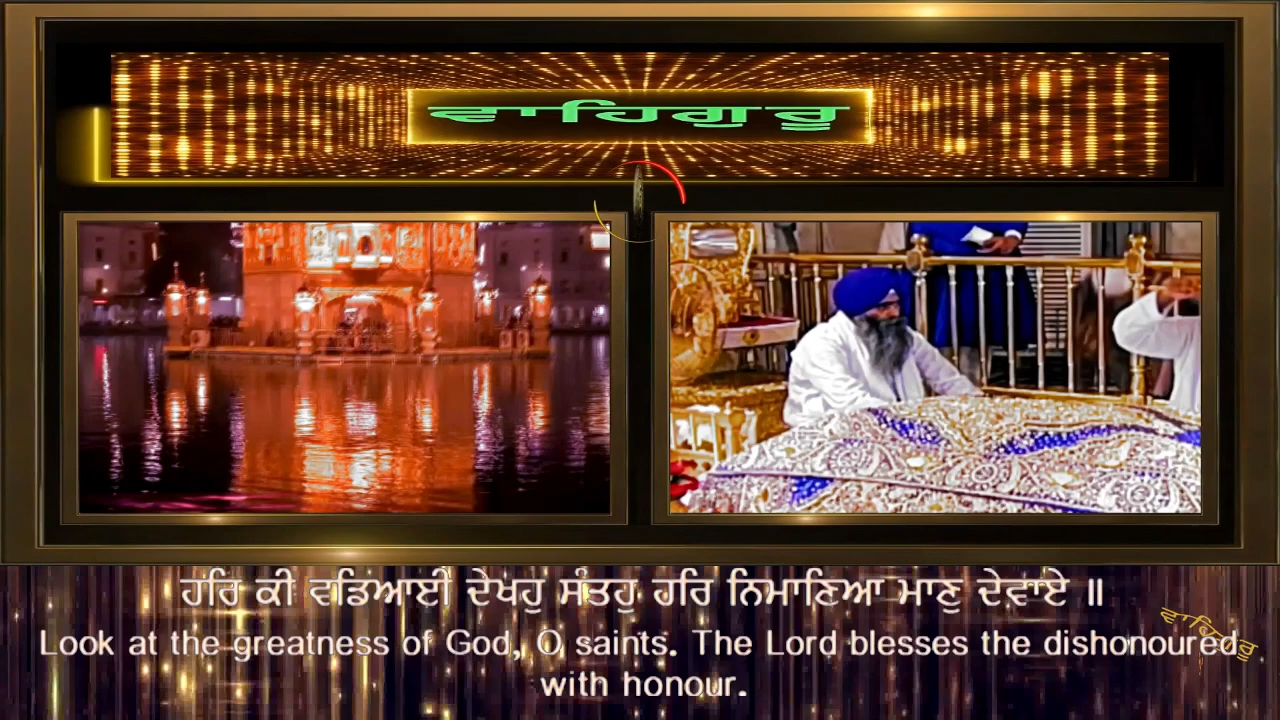 ਵਾਹਿਗੁਰੂ
ਹਰਿ ਕੀ ਵਡਿਆਈ ਦੇਖਹੁ ਸੰਤਹੁ ਹਰਿ ਨਿਮਾਣਿਆ ਮਾਣੁ ਦੇਵਾਏ ॥
Look at the greatness of God, O saints. The Lord blesses the dishonoured
with honour.
ਵਾਹਿਗੁਰੂ